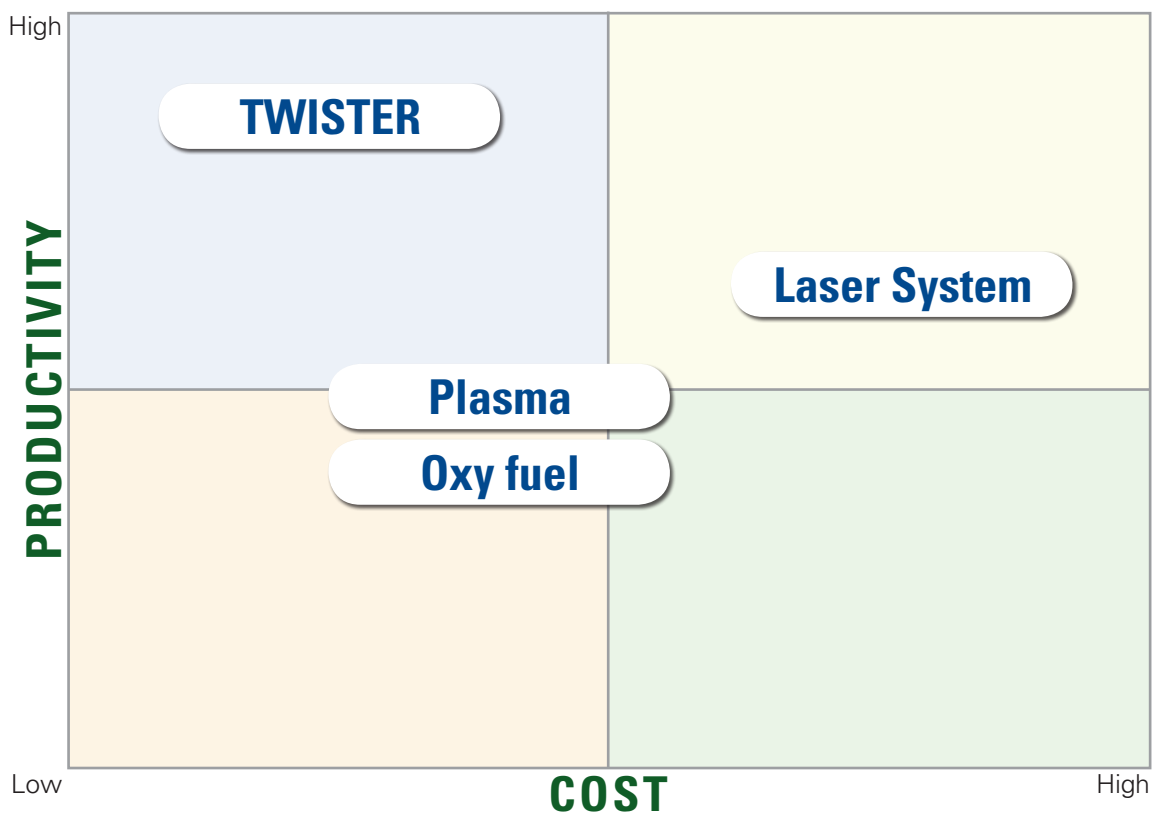 High
TWISTER
Laser System
PRODUCTIVITY
Plasma
Oxy fuel
Low
COST
High